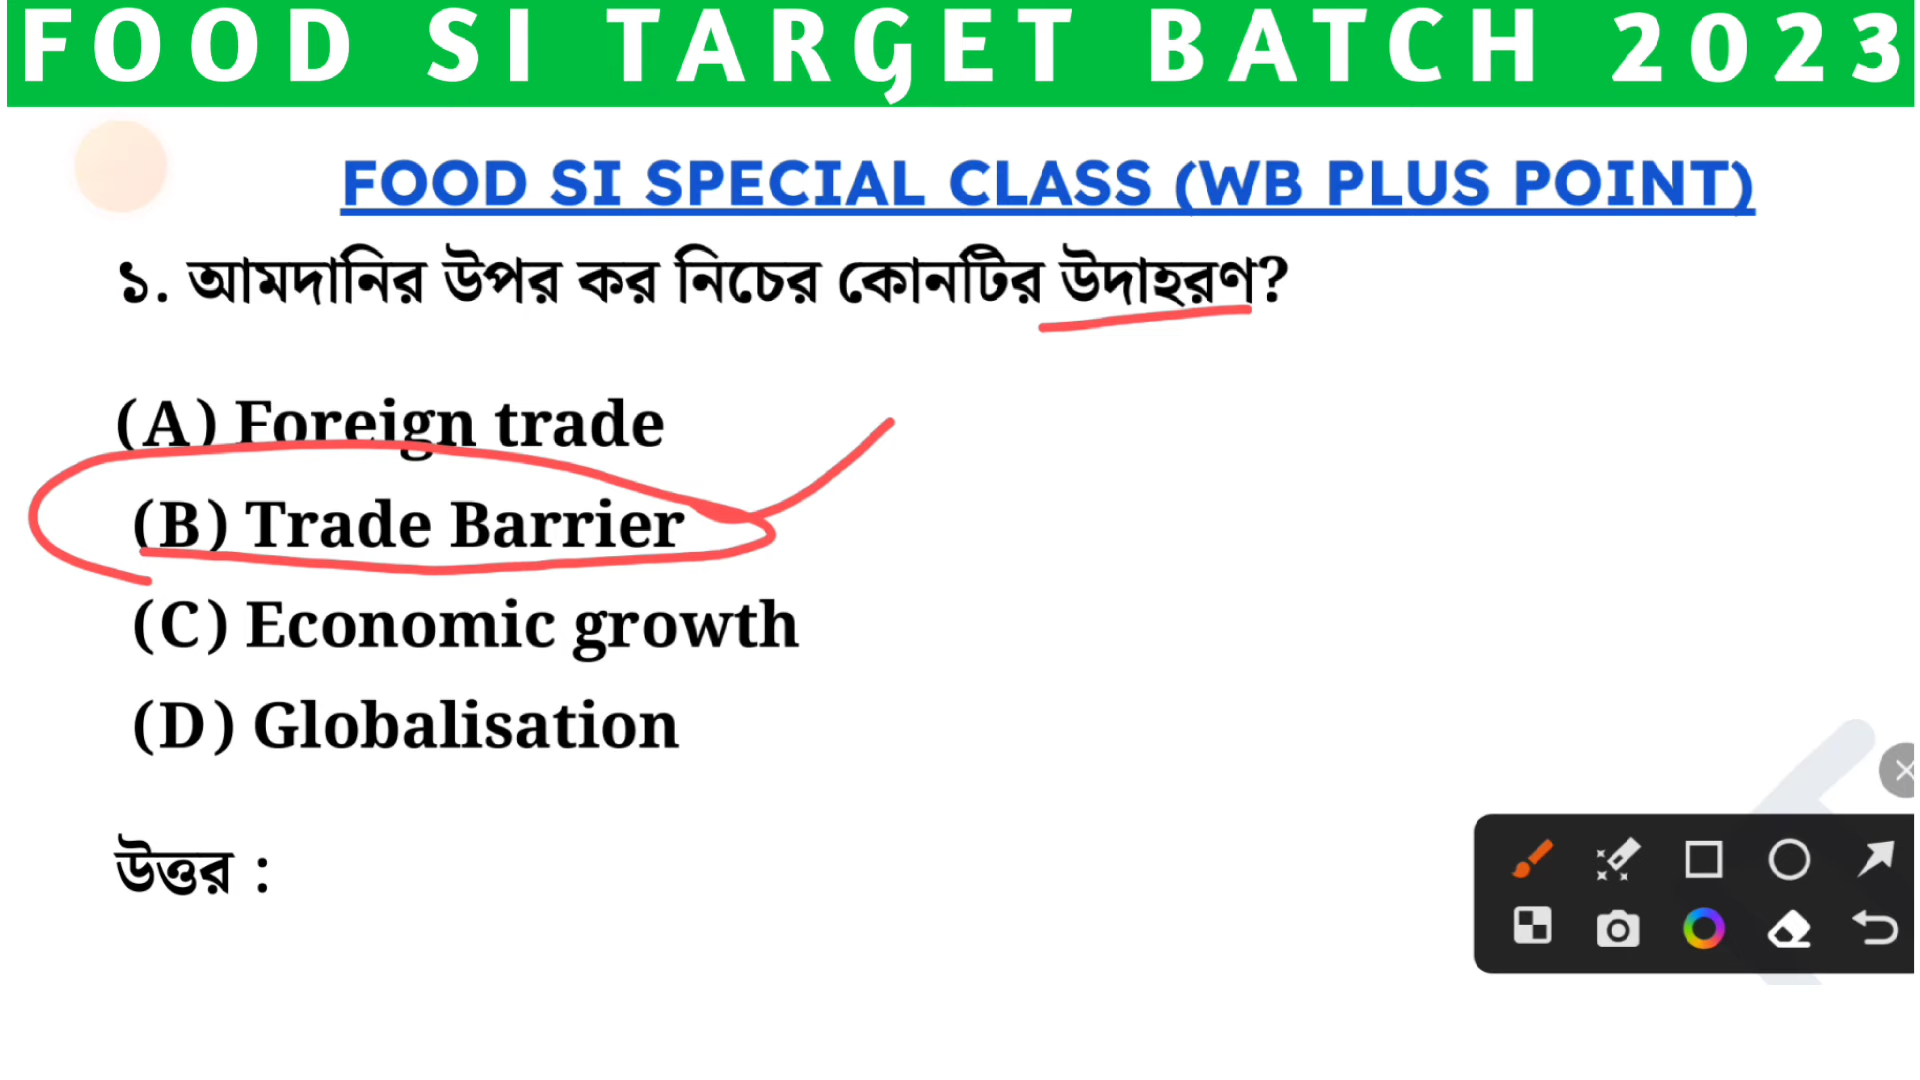 FOOD SI TARGET BATCH 2023
FOOD SI SPECIAL CLASS (WB PLUS POINT)
১. আমদানির উপর কর নিচের কোনটির উদাহরণ?
(A) Foreign trade
(B) Trade Barrier
(C) Economic growth
(D) Globalisation
উত্তর :